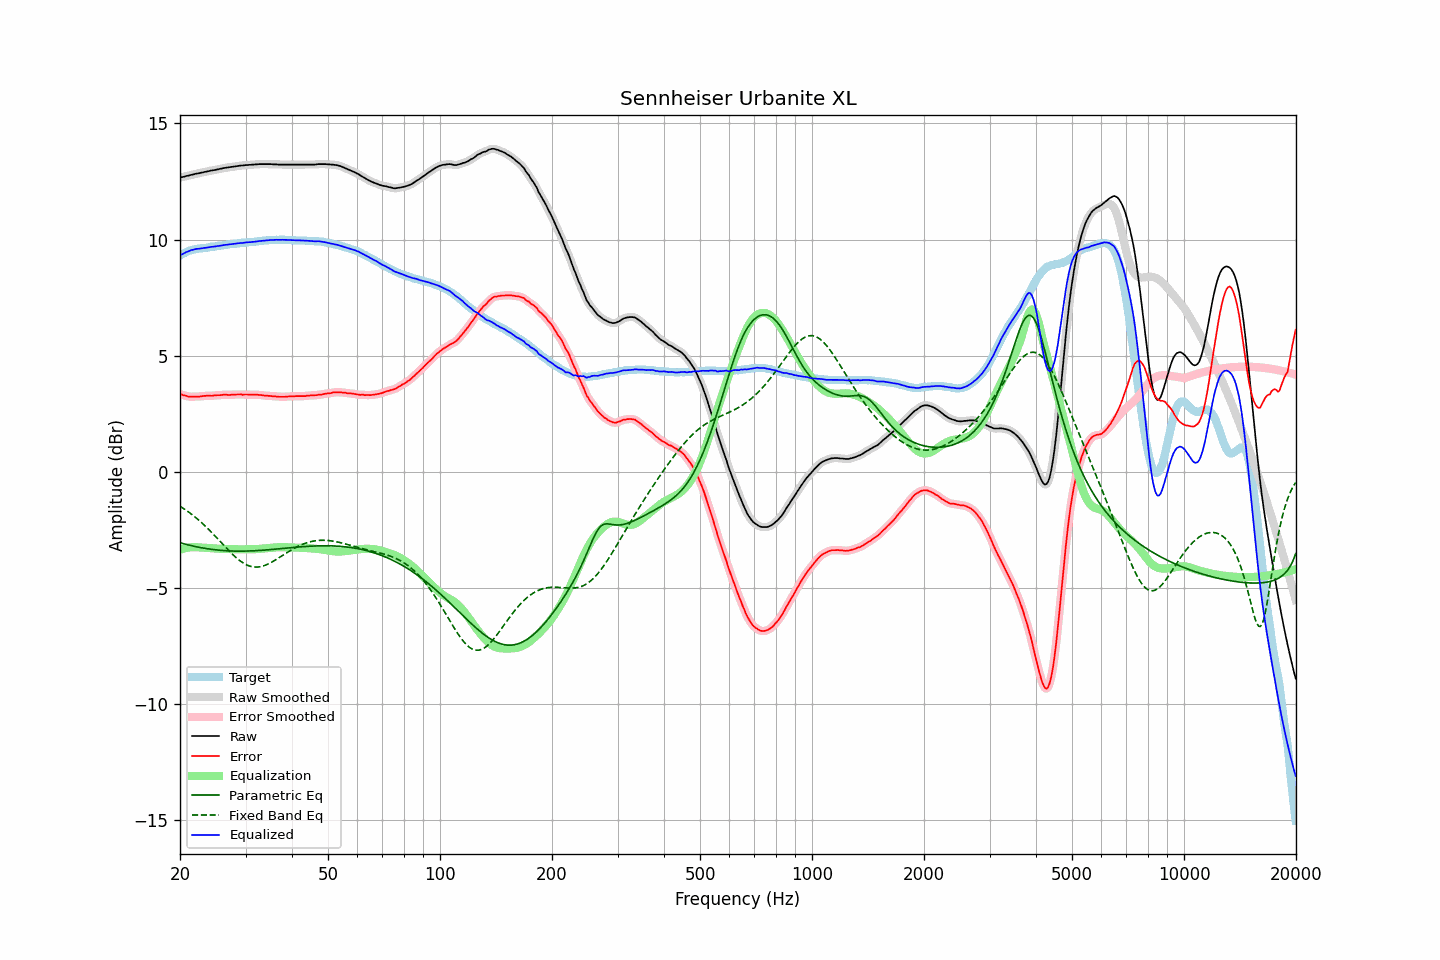 Sennheiser Urbanite XL
Amplitude (dBr)
15
10
5
0
−5
−10
−15
Target
Raw Smoothed
Error Smoothed
Raw
Error
Equalization
Parametric Eq
Fixed Band Eq
Equalized
20
50
100
200
500
1000
2000
5000
10000
20000
Frequency (Hz)